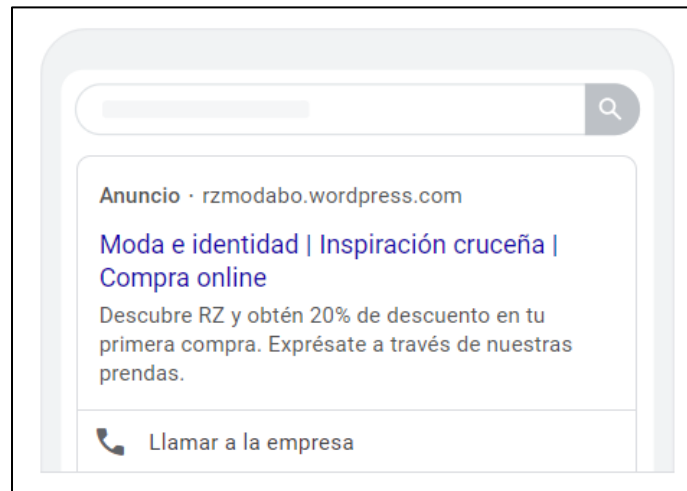 Anuncio · rzmodabo.wordpress.com
Moda e identidad | Inspiración cruceña |
Compra online
Descubre RZ y obtén 20% de descuento en tu
primera compra. Exprésate a través de nuestras
prendas.
Llamar a la empresa